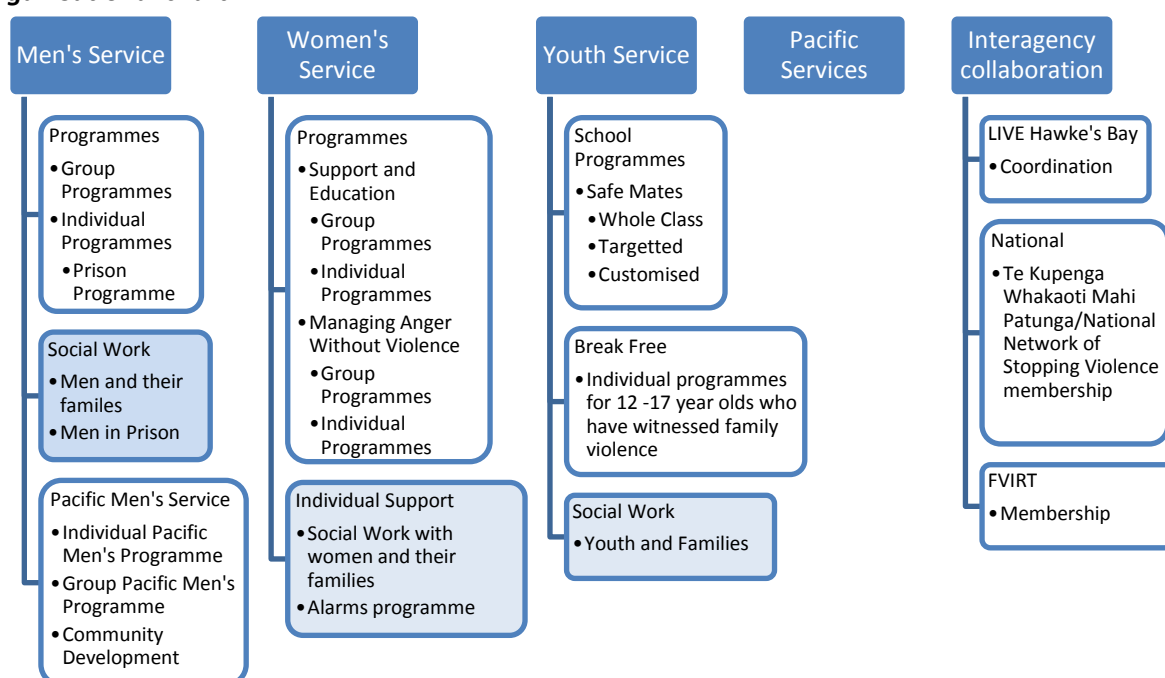 Men's Service
Programmes
•Group
Programmes
•Individual
Programmes
•Prison
Programme
Social Work
•Men and their
familes
•Men in Prison
Pacific Men's Service
•Individual Pacific
Men's Programme
•Group Pacific Men's
Programme
•Community
Development
Women's
Service
Programmes
•Support and
Education
•Group
Programmes
•Individual
Programmes
•Managing Anger
Without Violence
•Group
Programmes
•Individual
Programmes
Individual Support
•Social Work with
women and their
families
•Alarms programme
Youth Service
School
Programmes
•Safe Mates
•Whole Class
•Targetted
•Customised
Break Free
•Individual programmes
for 12 -17 year olds who
have witnessed family
violence
Social Work
•Youth and Families
Pacific
Services
Interagency
collaboration
LIVE Hawke's Bay
•Coordination
National
•Te Kupenga
Whakaoti Mahi
Patunga/National
Network of
Stopping Violence
membership
FVIRT
•Membership